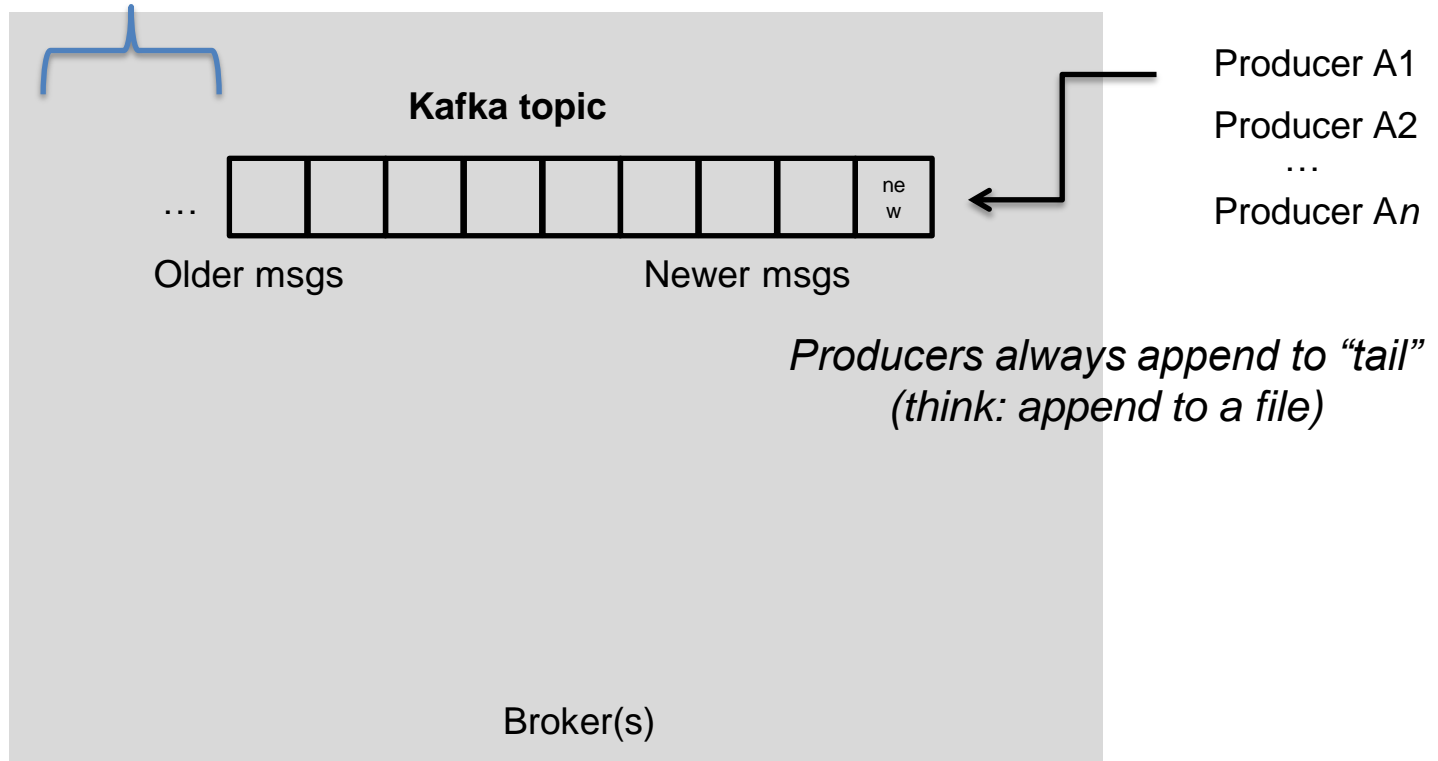 Kafka topic
Producer A1
Producer A2
…
Producer An
…
ne
w
Older msgs
Newer msgs
Producers always append to “tail”
(think: append to a file)
Broker(s)